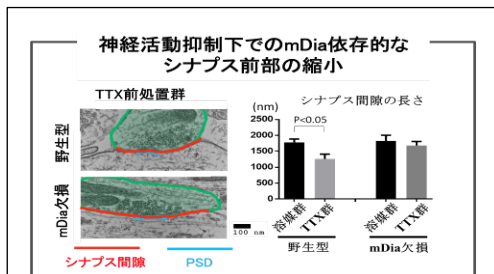 神経活動抑制下でのmDia依存的な
シナプス前部の縮小
TTX前処置群
野生型
mDia欠損
100 nm
シナプス間隙
PSD
シナプス間隙の長さ
(nm)
P<0.05
2500
2000
1500
1000
500
0
溶媒群
TTX群
溶媒群
TTX群
野生型
mDia欠損